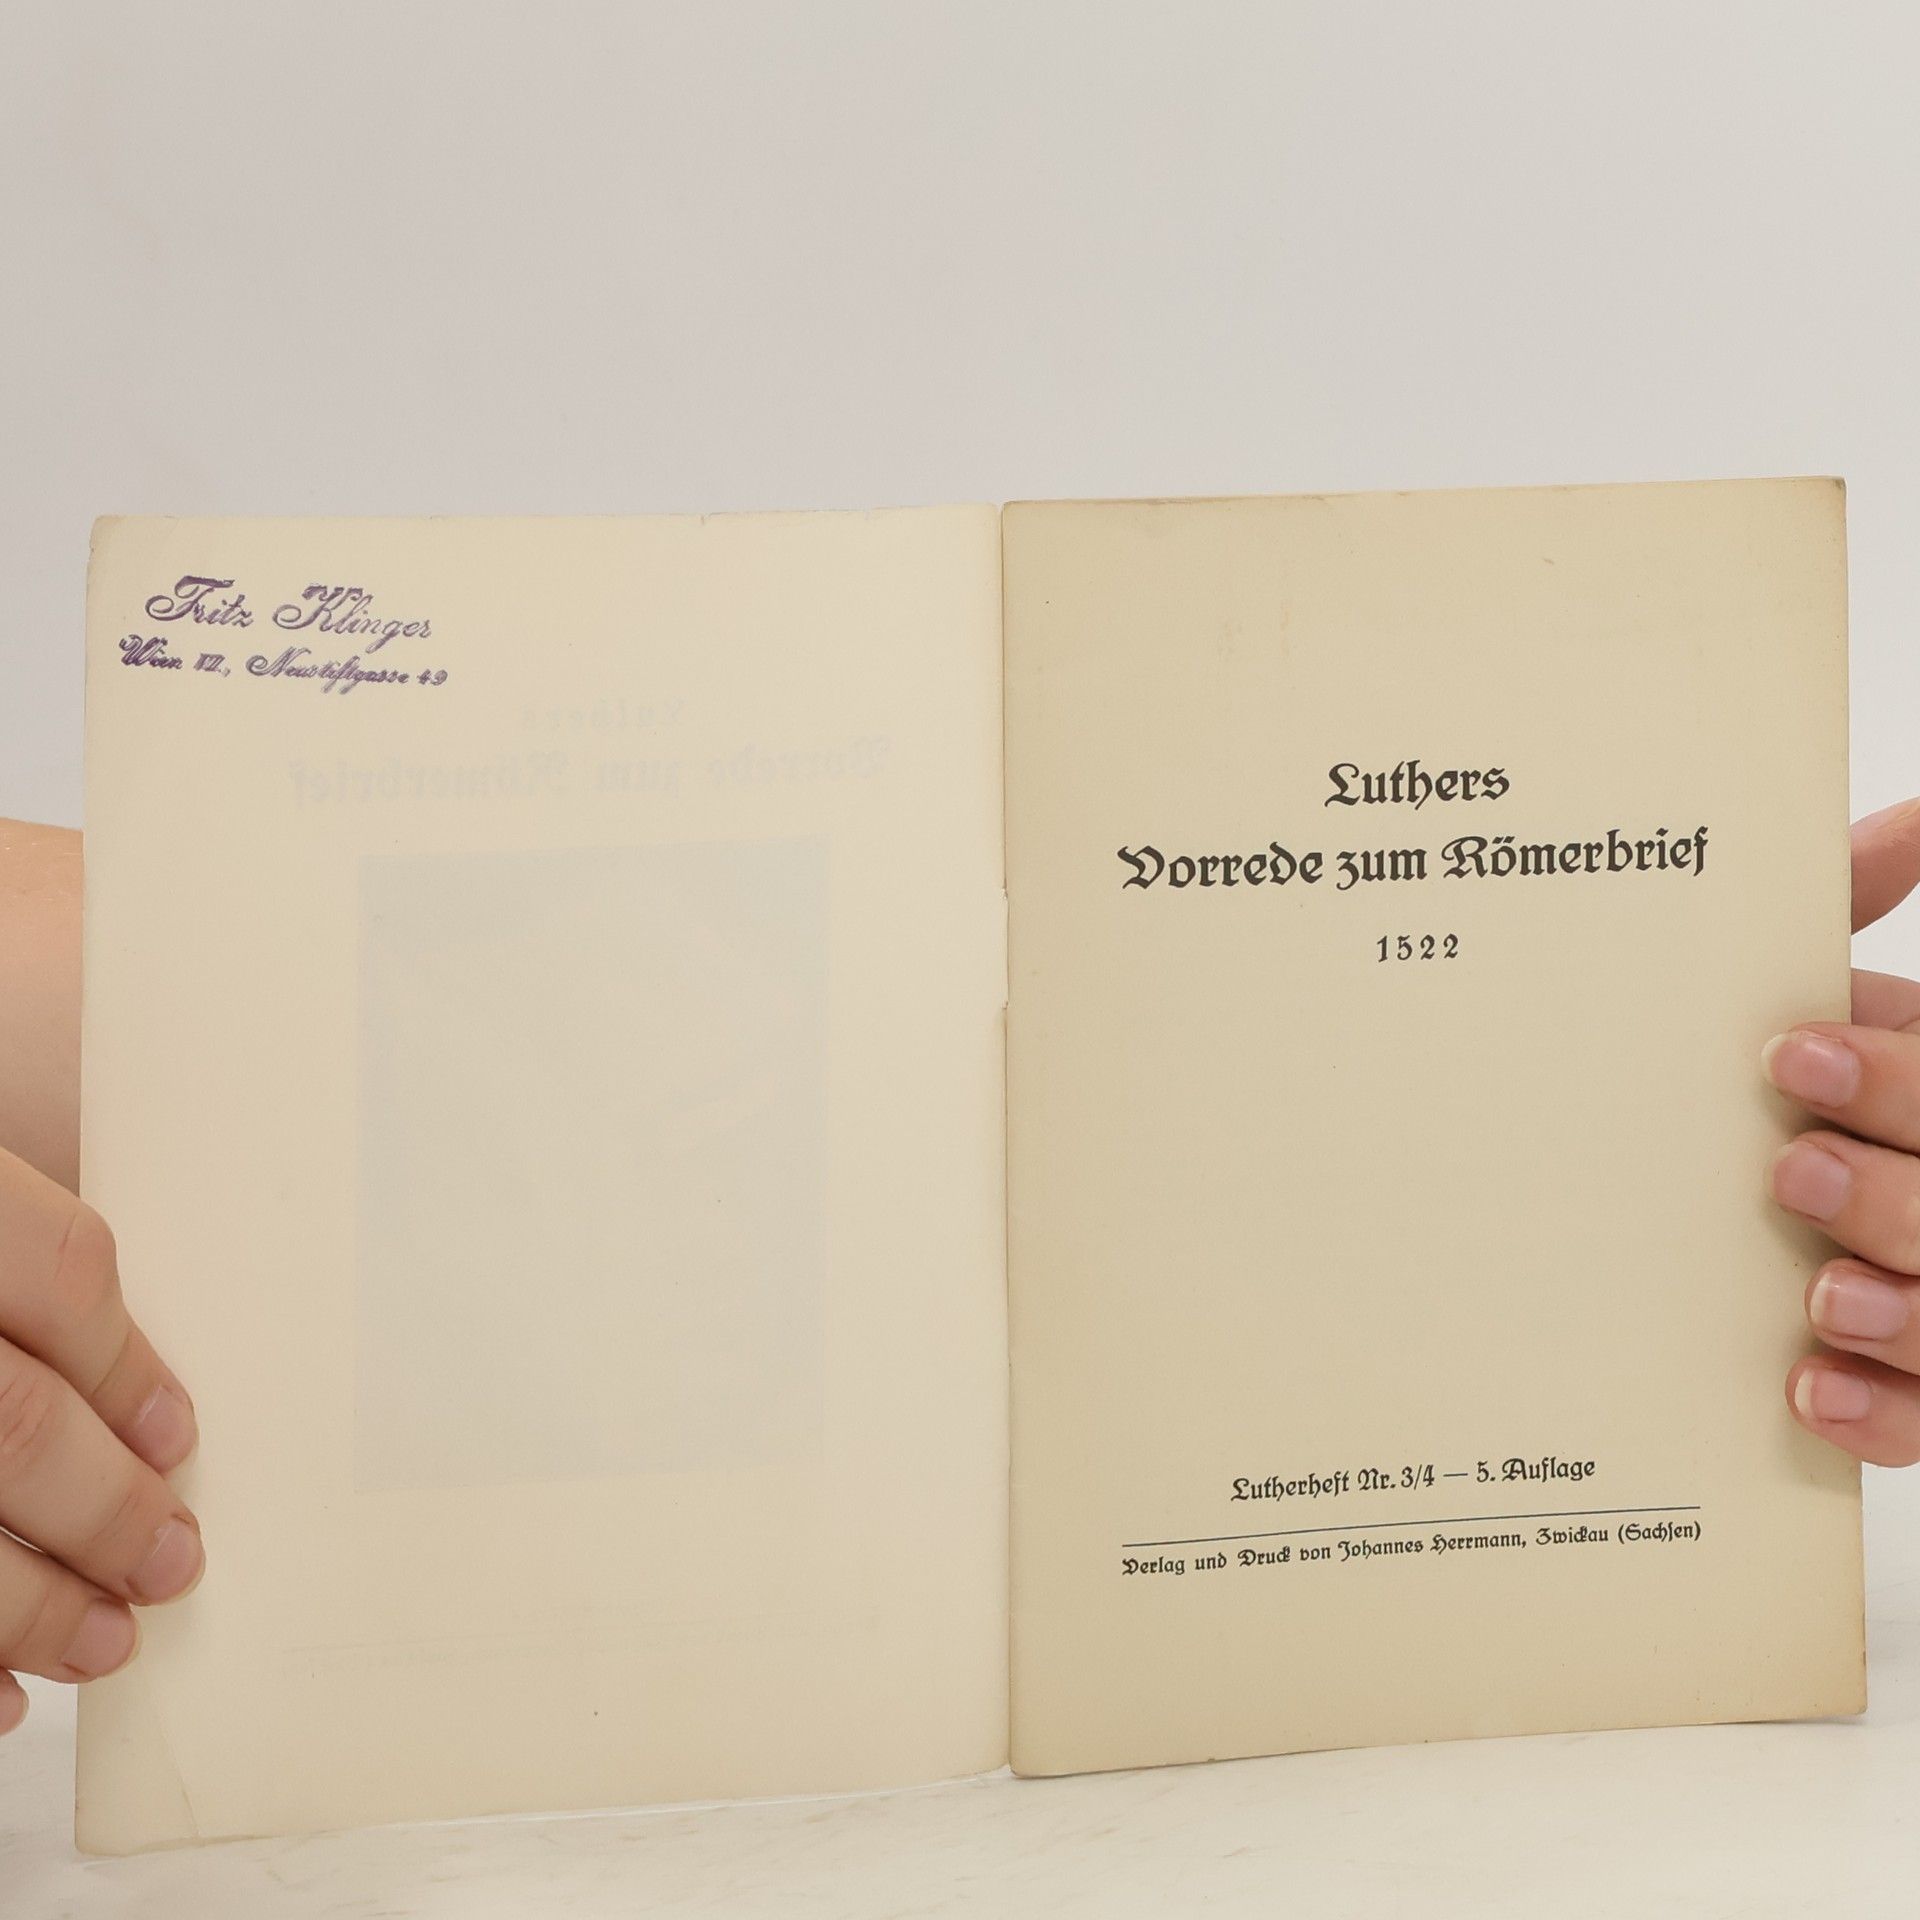 Fritz Klinger
Wien VII., Neustiftgasse 49
Luthers
Vorrede zum Römerbrief
1522
Lutherheft Nr. 3/4 — 5. Auflage
Verlag und Druck von Johannes Herrmann, Zwickau (Sachsen)